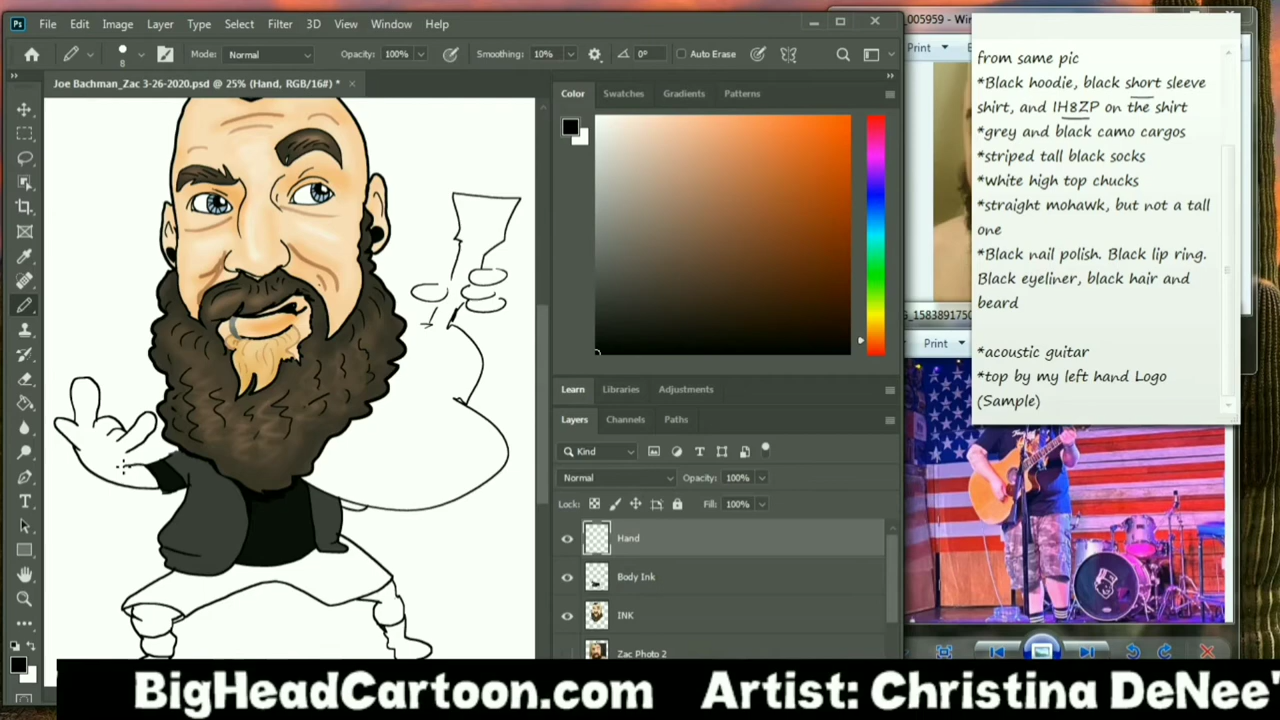 Ps File Edit Image Layer Type Select Filter 3D View Window Help
8 Mode: Normal Opacity: 100% Smoothing: 10% 0° Auto Erase
Joe Bachman_Zac 3-26-2020.psd @ 25% (Hand, RGB/16#) *
Color Swatches Gradients Patterns
Learn Libraries Adjustments
Layers Channels Paths
Kind
Normal Opacity: 100%
Lock: Fill: 100%
Hand
Body Ink
INK
Zac Photo 2
_005959 - Win
Print
G_1583891750
Print
from same pic
*Black hoodie, black short sleeve
shirt, and IH8ZP on the shirt
*grey and black camo cargos
*striped tall black socks
*white high top chucks
*straight mohawk, but not a tall
one
*Black nail polish. Black lip ring.
Black eyeliner, black hair and
beard
*acoustic guitar
*top by my left hand Logo
(Sample)
BigHeadCartoon.com Artist: Christina DeNee'